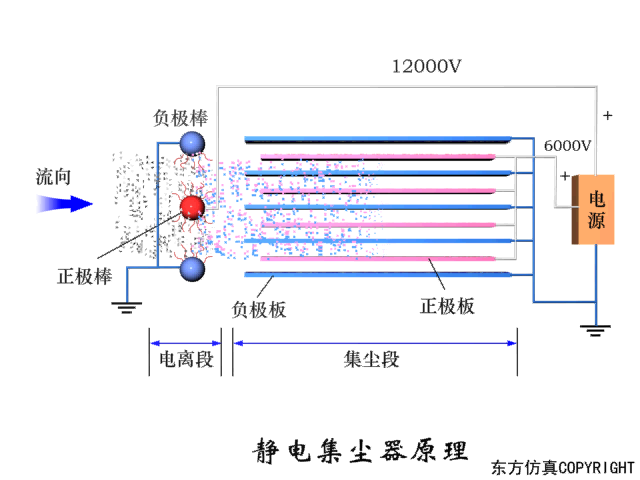 12000V
负极棒
+
6000V
+
流向
电源
正极棒
负极板
正极板
电离段
集尘段
静电集尘器原理
东方仿真COPYRIGHT